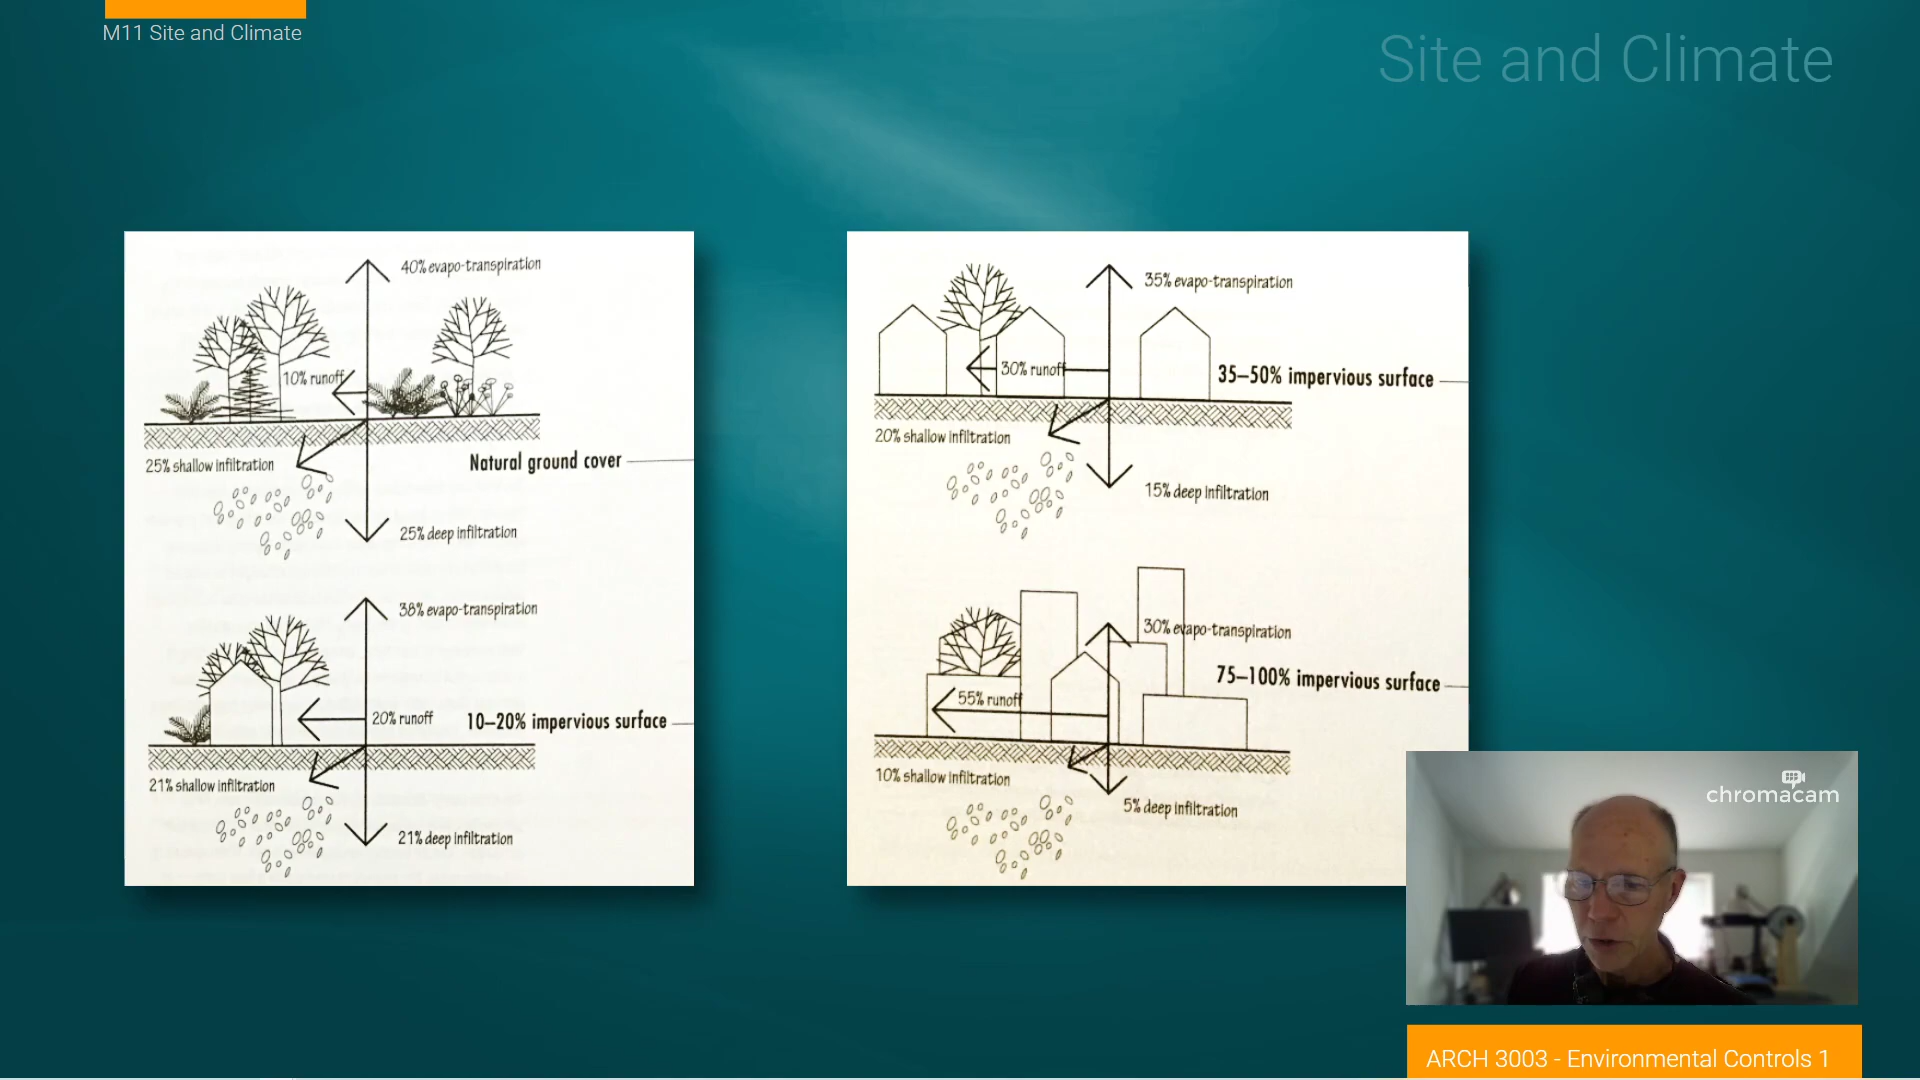 M11 Site and Climate
Site and Climate
40% evapo-transpiration
10% runoff
25% shallow infiltration
Natural ground cover
25% deep infiltration
38% evapo-transpiration
20% runoff
10–20% impervious surface
21% shallow infiltration
21% deep infiltration
35% evapo-transpiration
30% runoff
35–50% impervious surface
20% shallow infiltration
15% deep infiltration
30% evapo-transpiration
75–100% impervious surface
55% runoff
10% shallow infiltration
5% deep infiltration
chromacam
ARCH 3003 - Environmental Controls 1